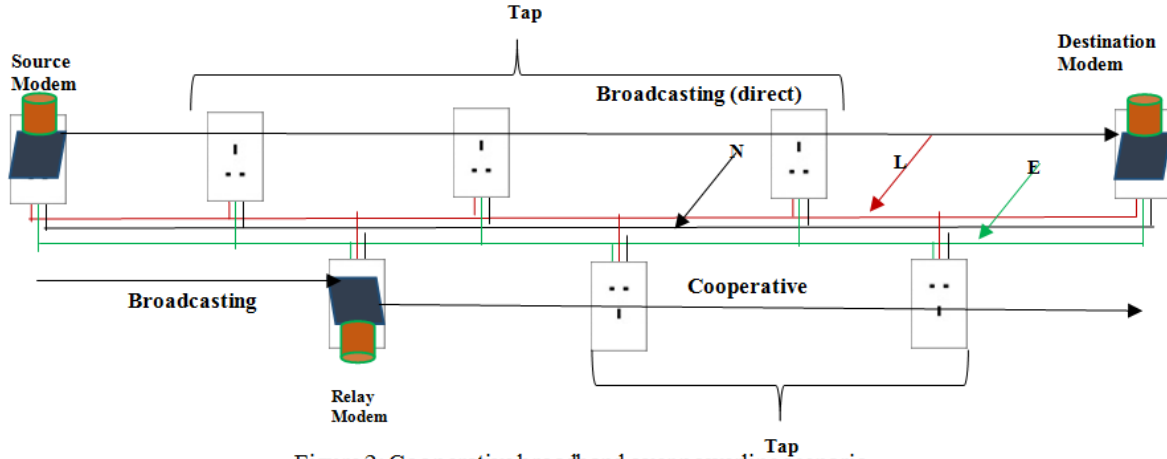 Tap
Source
Modem
Destination
Modem
Broadcasting (direct)
N
L
E
Broadcasting
Cooperative
Relay
Modem
Tap